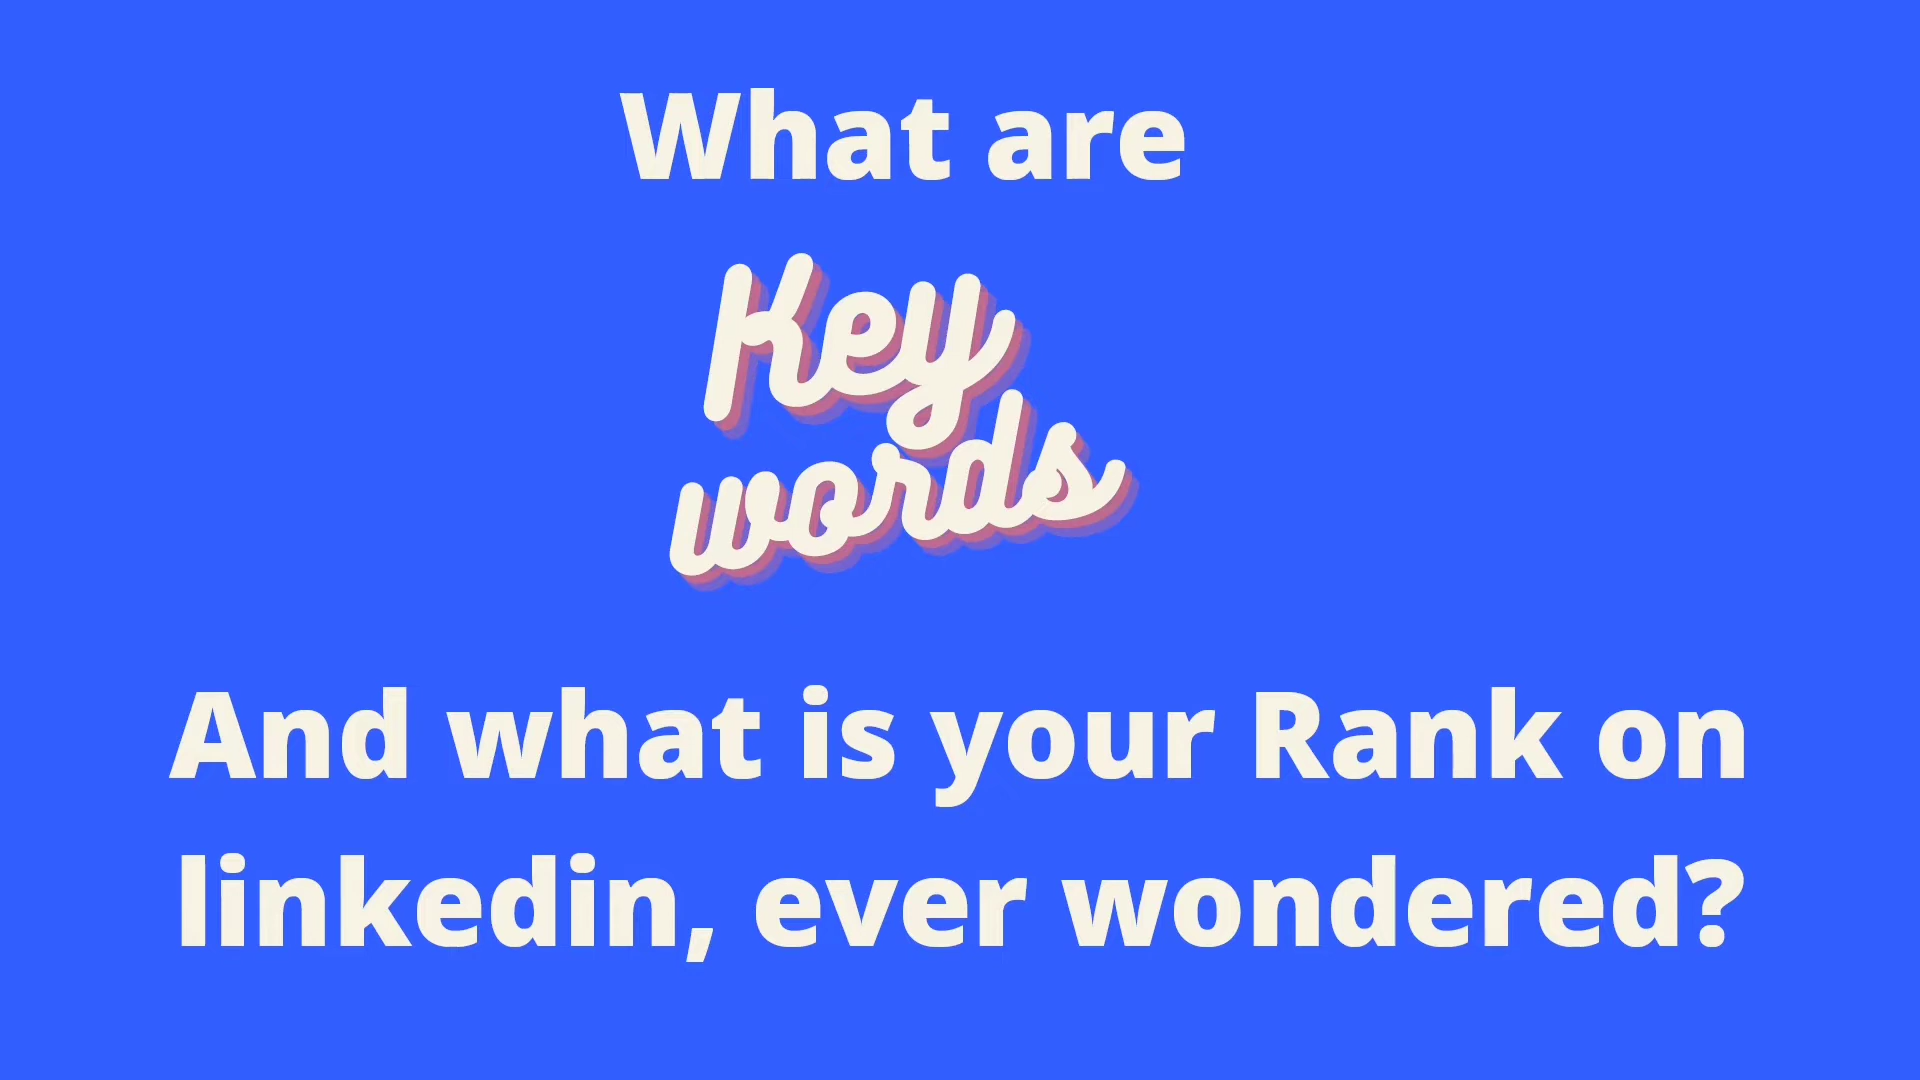 What are
Key
words
And what is your Rank on
linkedin, ever wondered?